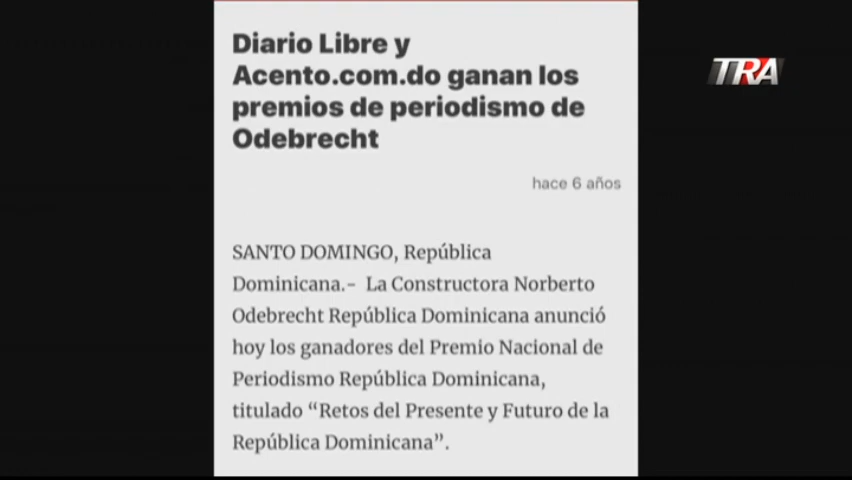 Diario Libre y
Acento.com.do ganan los
premios de periodismo de
Odebrecht
TRA
hace 6 años
SANTO DOMINGO, República
Dominicana.- La Constructora Norberto
Odebrecht República Dominicana anunció
hoy los ganadores del Premio Nacional de
Periodismo República Dominicana,
titulado “Retos del Presente y Futuro de la
República Dominicana”.